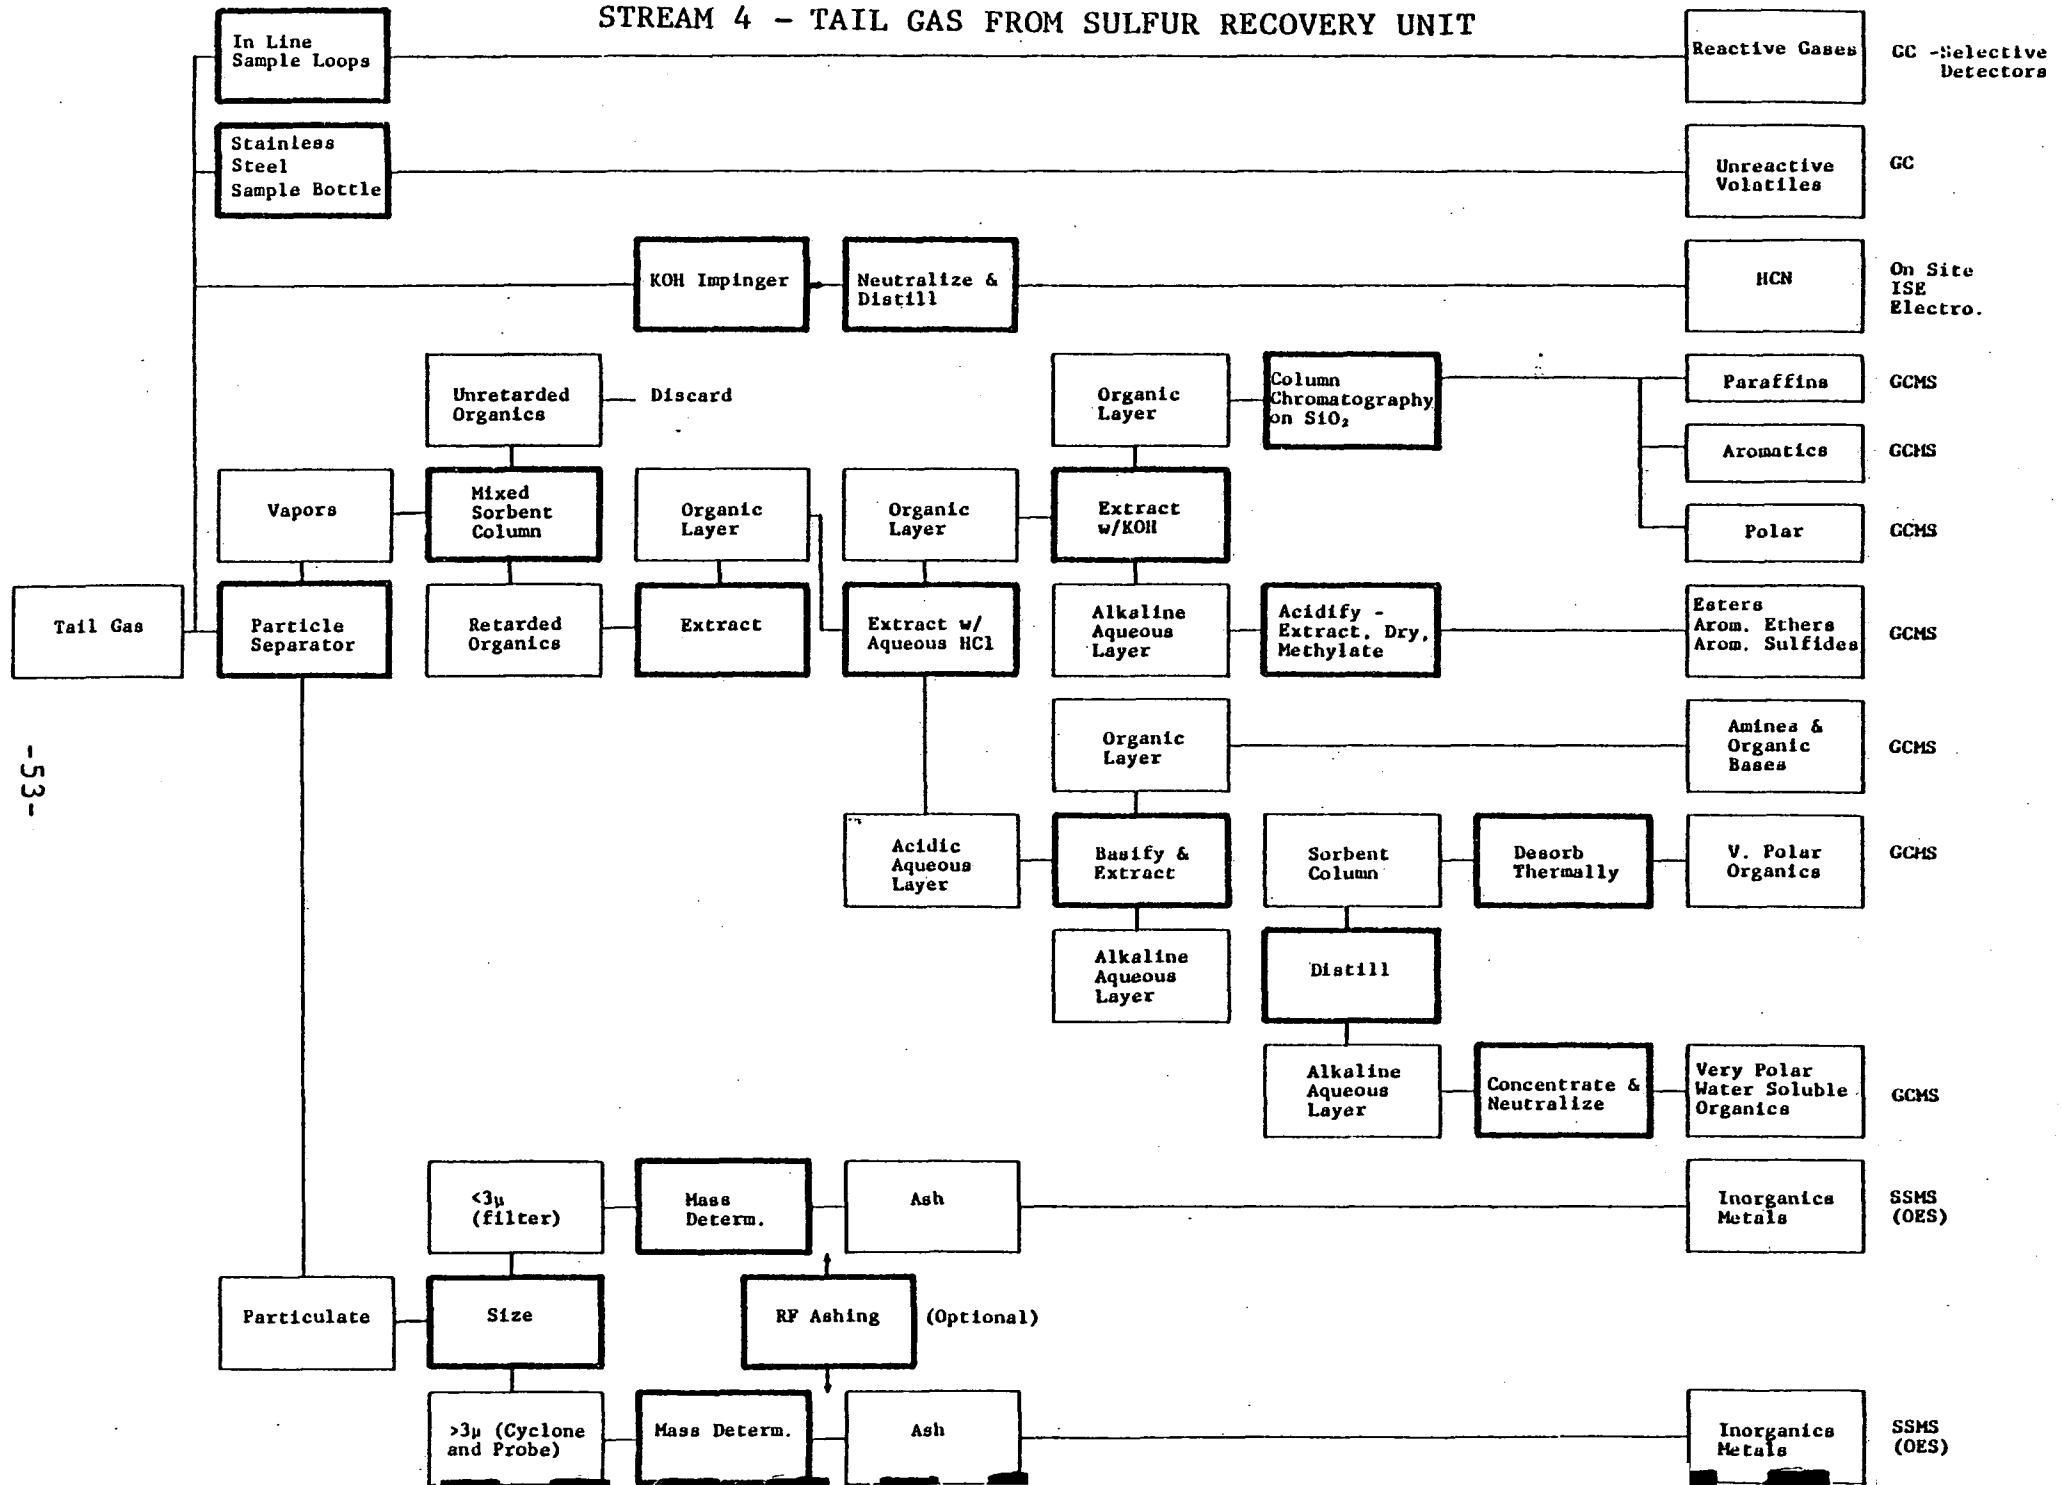 STREAM 4 - TAIL GAS FROM SULFUR RECOVERY UNIT
In Line
Sample Loops
Reactive Gases
GC -Selective
Detectors
Stainless
Steel
Sample Bottle
Unreactive
Volatiles
GC
KOH Impinger
Neutralize &
Distill
HCN
On Site
ISE
Electro.
Unretarded
Organics
Discard
Organic
Layer
Column
Chromatography
on SiO₂
Paraffins
GCMS
Aromatics
GCMS
Vapors
Mixed
Sorbent
Column
Organic
Layer
Organic
Layer
Extract
w/KOH
Polar
GCMS
Tail Gas
Particle
Separator
Retarded
Organics
Extract
Extract w/
Aqueous HCl
Alkaline
Aqueous
Layer
Acidify -
Extract, Dry,
Methylate
Esters
Arom. Ethers
Arom. Sulfides
GCMS
Organic
Layer
Amines &
Organic
Bases
GCMS
-53-
Acidic
Aqueous
Layer
Basify &
Extract
Sorbent
Column
Desorb
Thermally
V. Polar
Organics
GCMS
Alkaline
Aqueous
Layer
Distill
Alkaline
Aqueous
Layer
Concentrate &
Neutralize
Very Polar
Water Soluble
Organics
GCMS
<3μ
(filter)
Mass
Determ.
Ash
Inorganics
Metals
SSMS
(OES)
Particulate
Size
RF Ashing
(Optional)
>3μ (Cyclone
and Probe)
Mass Determ.
Ash
Inorganics
Metals
SSMS
(OES)